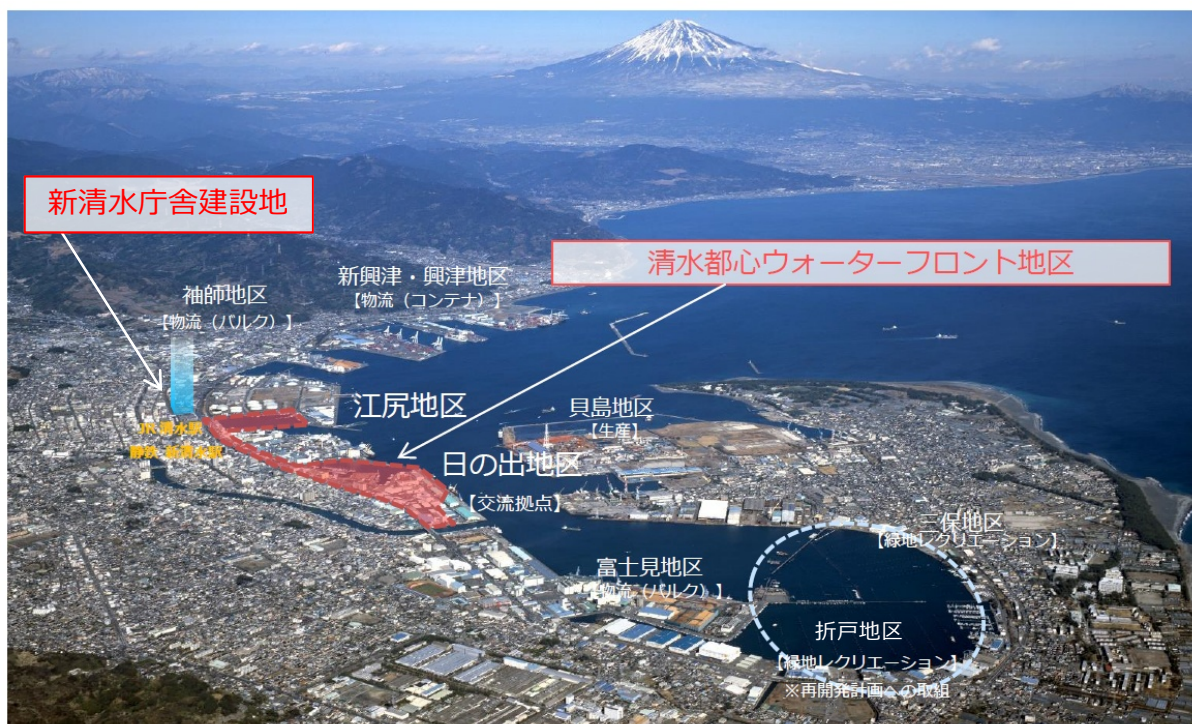 新清水庁舎建設地
清水都心ウォーターフロント地区
新興津・興津地区
【物流（コンテナ）】
袖師地区
【物流（バルク）】
江尻地区
JR 清水駅
静鉄 新清水駅
貝島地区
【生産】
日の出地区
【交流拠点】
三保地区
【緑地レクリエーション】
富士見地区
【物流（バルク）】
折戸地区
【緑地レクリエーション】
※再開発計画への取組